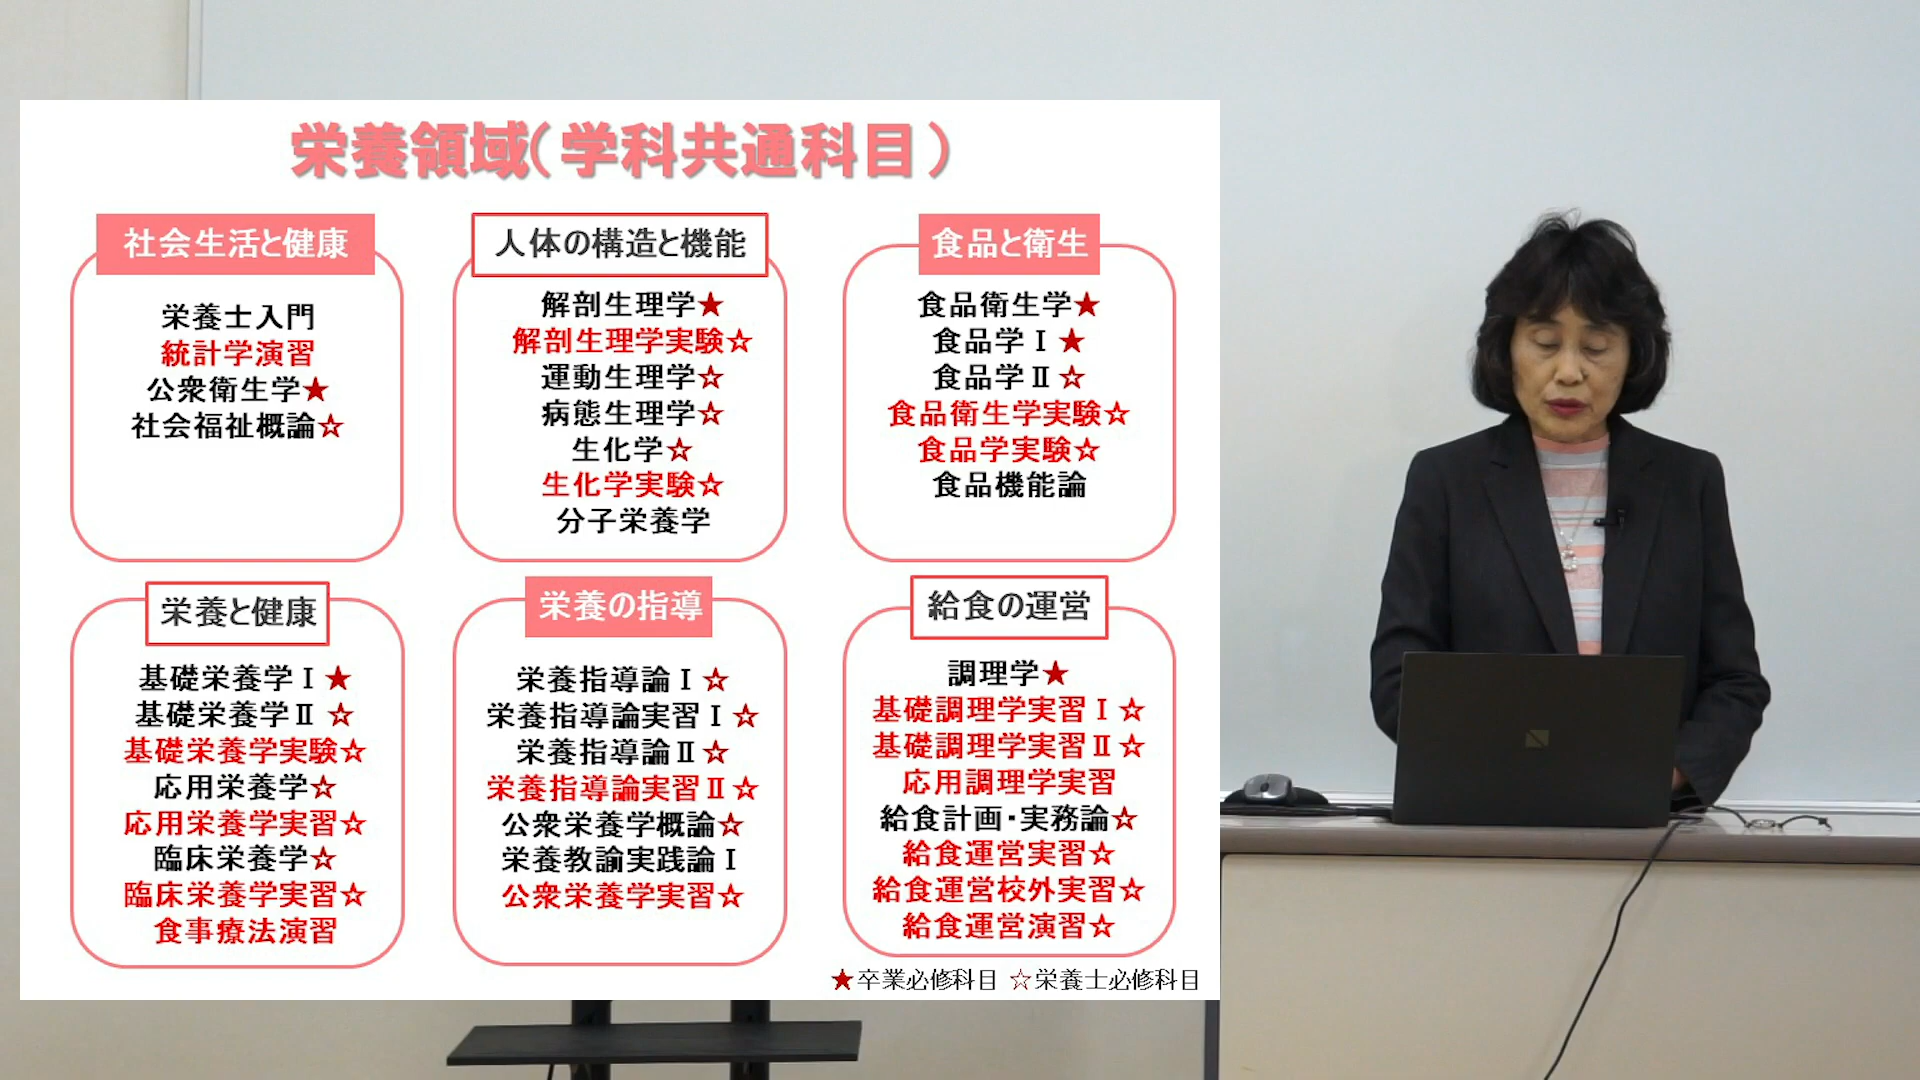 栄養領域(学科共通科目)
社会生活と健康
栄養士入門
統計学演習
公衆衛生学★
社会福祉概論☆
人体の構造と機能
解剖生理学★
解剖生理学実験☆
運動生理学☆
病態生理学☆
生化学☆
生化学実験☆
分子栄養学
食品と衛生
食品衛生学★
食品学Ⅰ★
食品学Ⅱ☆
食品衛生学実験☆
食品学実験☆
食品機能論
栄養と健康
基礎栄養学Ⅰ★
基礎栄養学Ⅱ☆
基礎栄養学実験☆
応用栄養学☆
応用栄養学実習☆
臨床栄養学☆
臨床栄養学実習☆
食事療法演習
栄養の指導
栄養指導論Ⅰ☆
栄養指導論実習Ⅰ☆
栄養指導論Ⅱ☆
栄養指導論実習Ⅱ☆
公衆栄養学概論☆
栄養教諭実践論Ⅰ
公衆栄養学実習☆
給食の運営
調理学★
基礎調理学実習Ⅰ☆
基礎調理学実習Ⅱ☆
応用調理学実習
給食計画・実務論☆
給食運営実習☆
給食運営校外実習☆
給食運営演習☆
★卒業必修科目 ☆栄養士必修科目